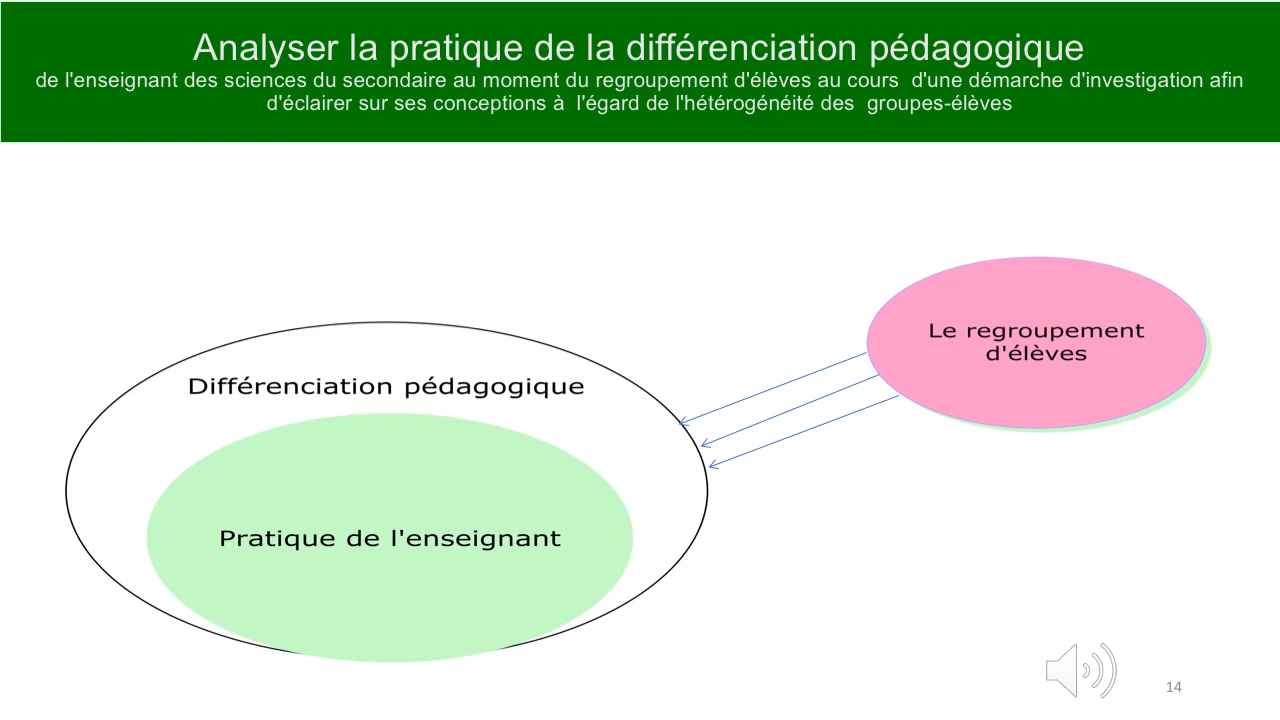 Analyser la pratique de la différenciation pédagogique
de l'enseignant des sciences du secondaire au moment du regroupement d'élèves au cours  d'une démarche d'investigation afin
d'éclairer sur ses conceptions à  l'égard de l'hétérogénéité des  groupes-élèves
Le regroupement
d'élèves
Différenciation pédagogique
Pratique de l'enseignant
14